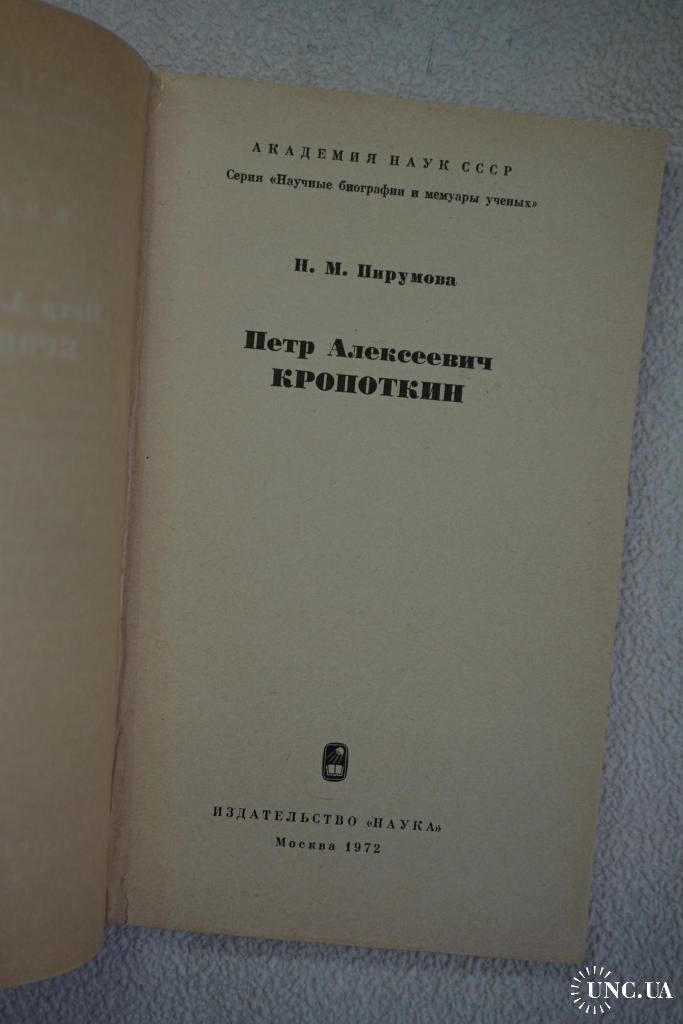 АКАДЕМИЯ НАУК СССР
Серия «Научные биографии и мемуары ученых»
Н. М. Пирумова
Петр Алексеевич
КРОПОТКИН
ИЗДАТЕЛЬСТВО «НАУКА»
Москва 1972
UNC.UA